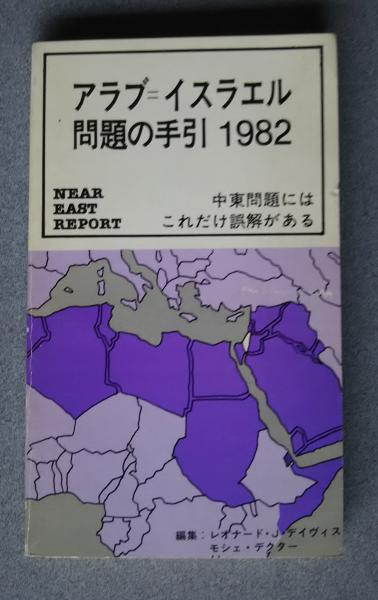 アラブ=イスラエル
問題の手引 1982
NEAR
EAST
REPORT
中東問題には
これだけ誤解がある
編集：レオナード・J・デイヴィス
モシェ・デクター